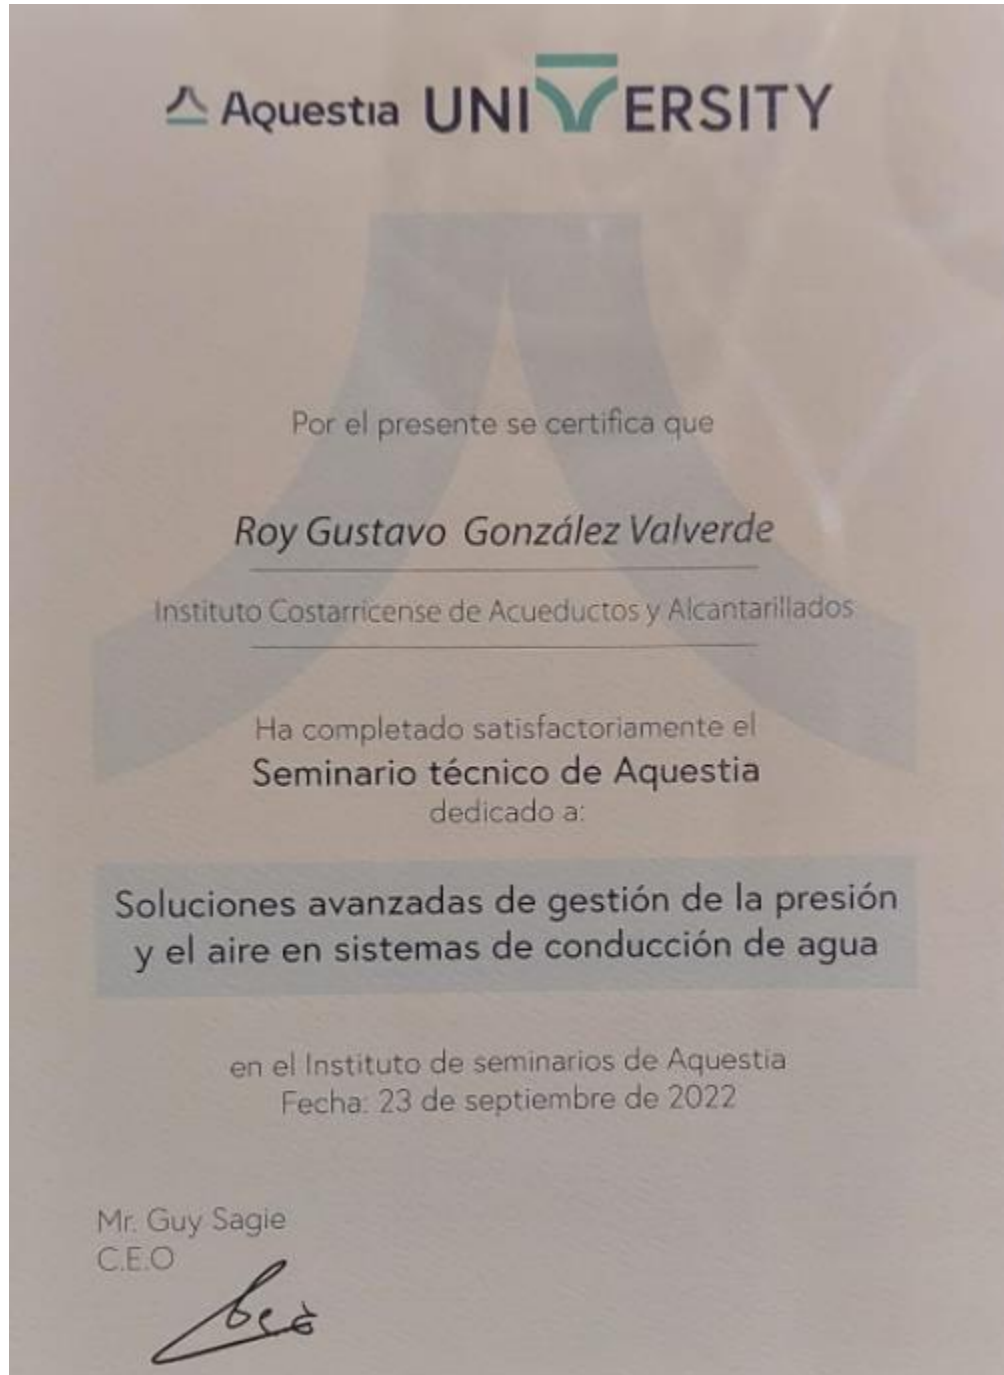 Aquestia UNIVERSITY
Por el presente se certifica que
Roy Gustavo González Valverde
Instituto Costarricense de Acueductos y Alcantarillados
Ha completado satisfactoriamente el
Seminario técnico de Aquestia
dedicado a:
Soluciones avanzadas de gestión de la presión
y el aire en sistemas de conducción de agua
en el Instituto de seminarios de Aquestia
Fecha: 23 de septiembre de 2022
Mr. Guy Sagie
C.E.O